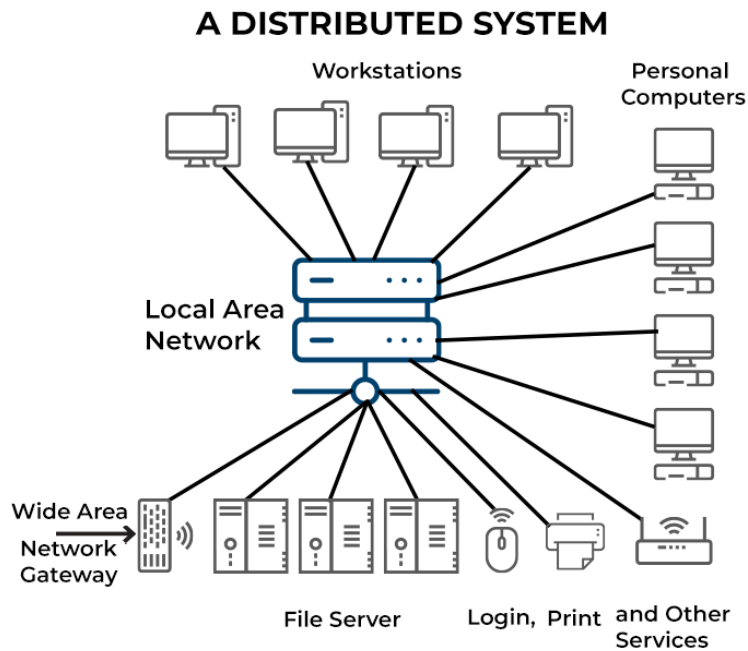 A DISTRIBUTED SYSTEM
Workstations
Personal
Computers
Local Area
Network
Wide Area
Network
Gateway
File Server
Login, Print and Other
Services